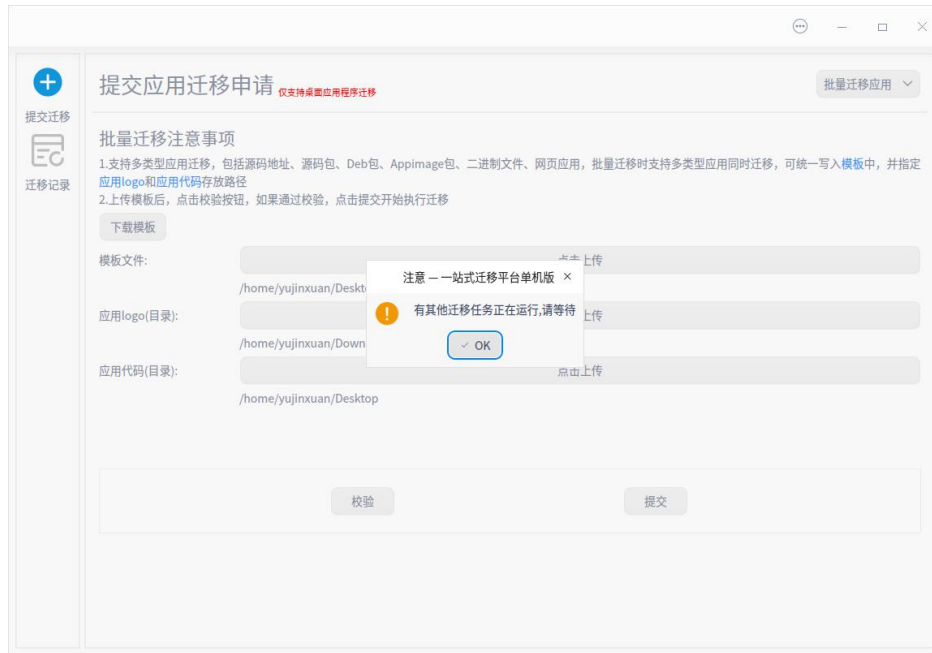 提交应用迁移申请 仅支持桌面应用程序迁移
批量迁移应用
提交迁移
迁移记录
批量迁移注意事项
1.支持多类型应用迁移，包括源码地址、源码包、Deb包、Appimage包、二进制文件、网页应用，批量迁移时支持多类型应用同时迁移，可统一写入模板中，并指定
应用logo和应用代码存放路径
2.上传模板后，点击校验按钮，如果通过校验，点击提交开始执行迁移
下载模板
模板文件:
点击上传
/home/yujinxuan/Deskt
注意 — 一站式迁移平台单机版
有其他迁移任务正在运行,请等待
OK
应用logo(目录):
上传
/home/yujinxuan/Down
应用代码(目录):
点击上传
/home/yujinxuan/Desktop
校验
提交